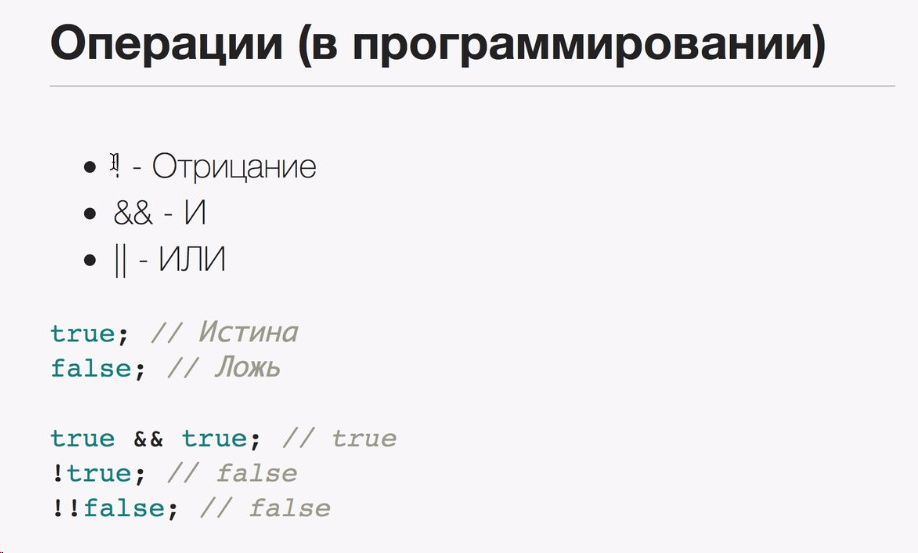 Операции (в программировании)
! - Отрицание
&& - И
|| - ИЛИ
true; // Истина
false; // Ложь
true && true; // true
!true; // false
!!false; // false